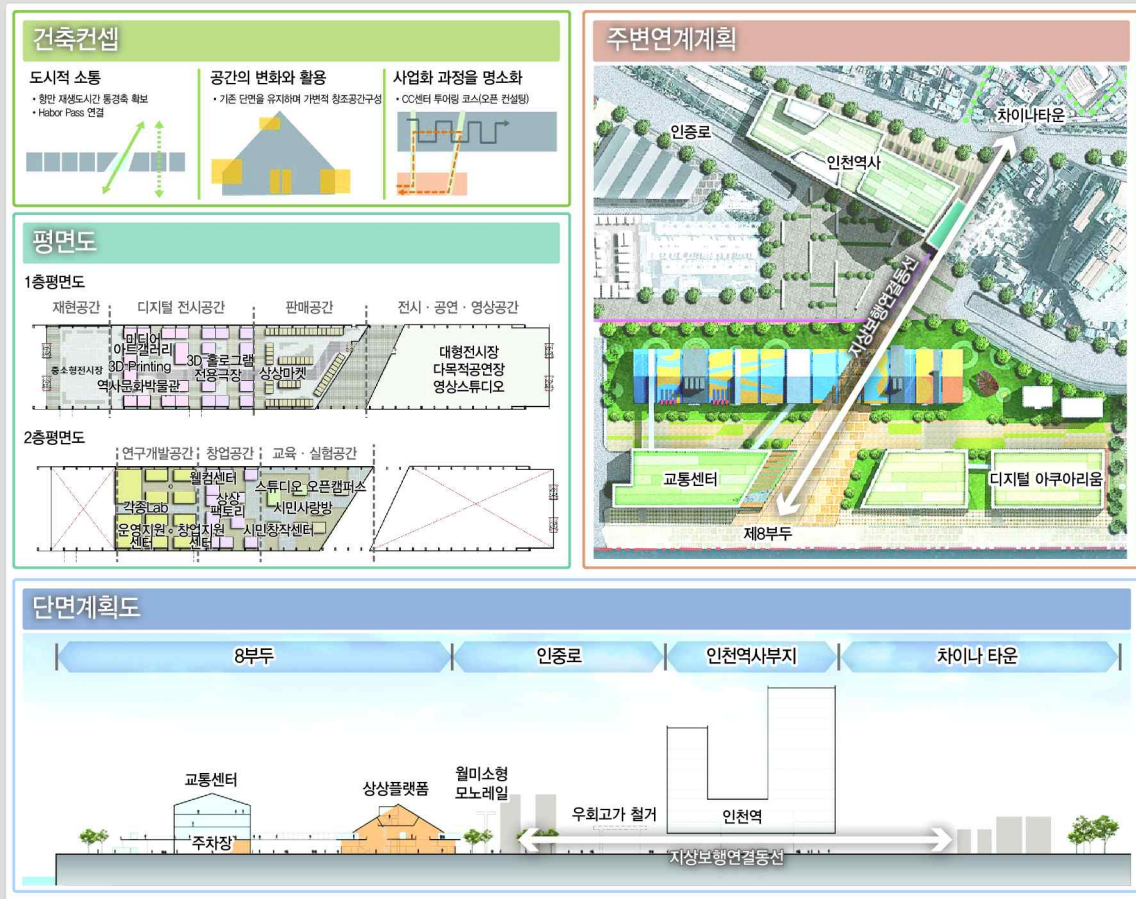 건축컨셉
도시적 소통
• 항만 재생도시간 통경축 확보
• Habor Pass 연결
공간의 변화와 활용
• 기존 단면을 유지하며 가변적 창조공간구성
사업화 과정을 명소화
• CC센터 투어링 코스(오픈 컨설팅)
평면도
1층평면도
재현공간
디지털 전시공간
판매공간
전시 · 공연 · 영상공간
중소형전시장
미디어
아트갤러리
3D Printing
역사문화박물관
3D 홀로그램
전용극장
상상마켓
대형전시장
다목적공연장
영상스튜디오
2층평면도
연구개발공간
창업공간
교육 · 실험공간
각종Lab
운영지원
센터
창업지원
센터
웰컴센터
상상
팩토리
스튜디오 오픈캠퍼스
시민사랑방
시민창작센터
주변연계계획
차이나타운
인중로
인천역사
지상보행연결동선
교통센터
디지털 아쿠아리움
제8부두
단면계획도
8부두
인중로
인천역사부지
차이나 타운
교통센터
주차장
상상플랫폼
월미소형
모노레일
우회고가 철거
인천역
지상보행연결동선